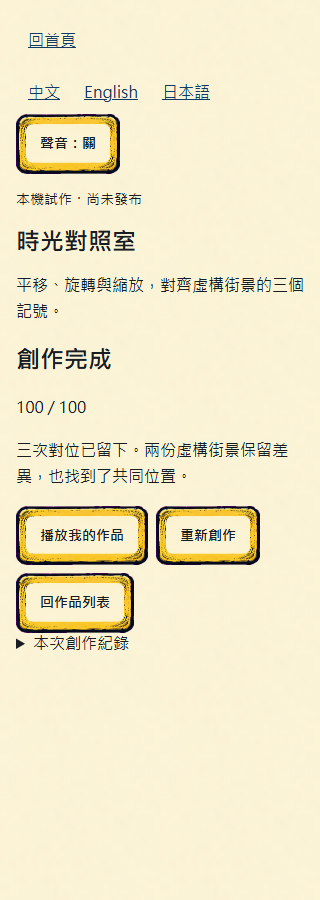 回首頁
中文 English 日本語
聲音：關
本機試作・尚未發布
時光對照室
平移、旋轉與縮放，對齊虛構街景的三個
記號。
創作完成
100 / 100
三次對位已留下。兩份虛構街景保留差
異，也找到了共同位置。
播放我的作品 重新創作
回作品列表
▶ 本次創作紀錄